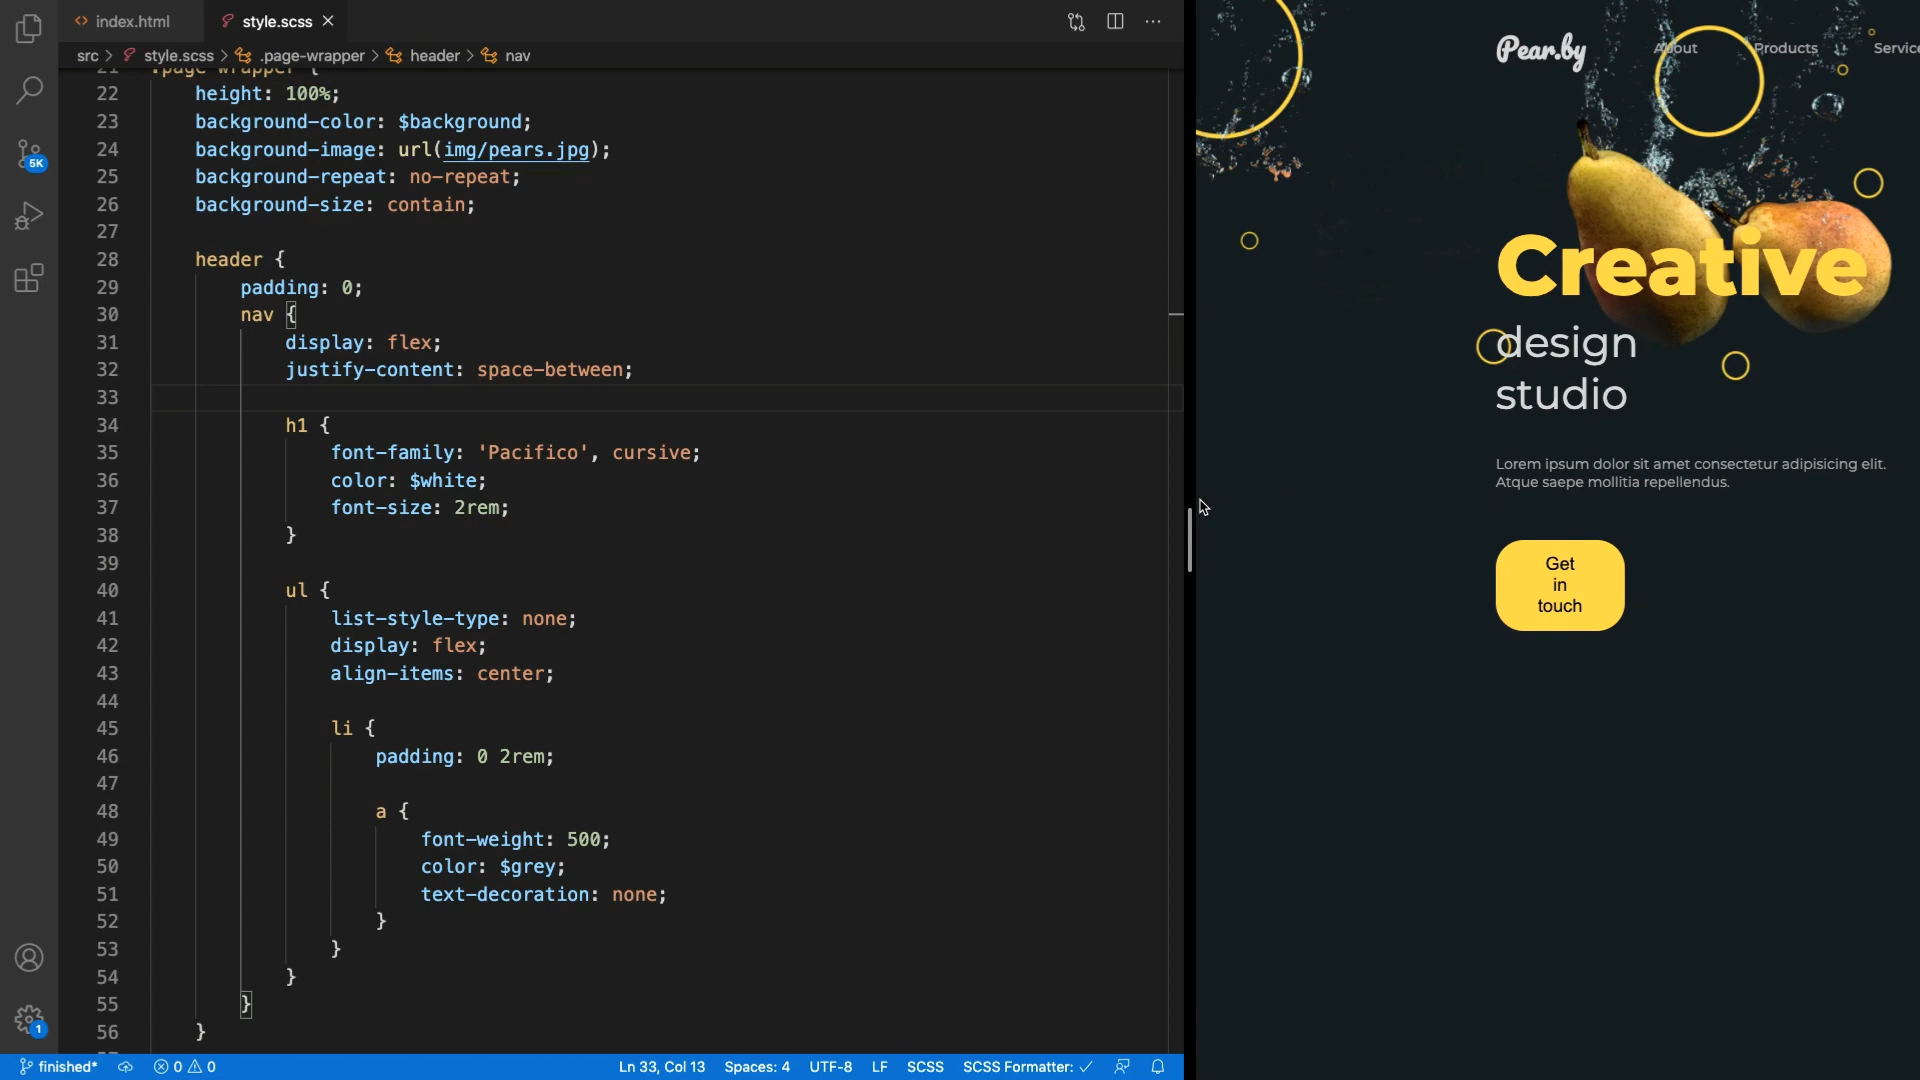 index.html
style.scss
src > style.scss > .page-wrapper > header > nav
21 .page-wrapper {
22 height: 100%;
23 background-color: $background;
24 background-image: url(img/pears.jpg);
25 background-repeat: no-repeat;
26 background-size: contain;
27
28 header {
29 padding: 0;
30 nav {
31 display: flex;
32 justify-content: space-between;
33
34 h1 {
35 font-family: 'Pacifico', cursive;
36 color: $white;
37 font-size: 2rem;
38 }
39
40 ul {
41 list-style-type: none;
42 display: flex;
43 align-items: center;
44
45 li {
46 padding: 0 2rem;
47
48 a {
49 font-weight: 500;
50 color: $grey;
51 text-decoration: none;
52 }
53 }
54 }
55 }
56 }
5K
1
finished* 0 0 Ln 33, Col 13 Spaces: 4 UTF-8 LF SCSS SCSS Formatter: ✓
Pear.by About Products Service
Creative
design
studio
Lorem ipsum dolor sit amet consectetur adipisicing elit.
Atque saepe mollitia repellendus.
Get
in
touch